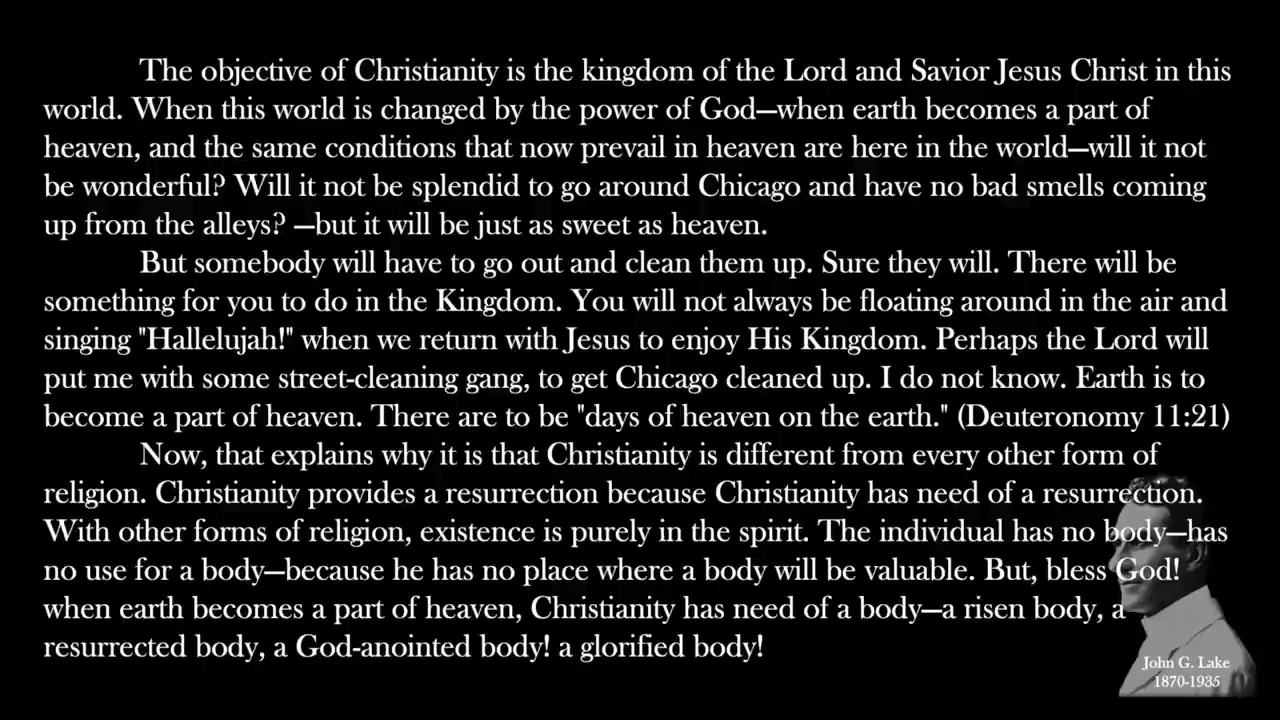 The objective of Christianity is the kingdom of the Lord and Savior Jesus Christ in this
world. When this world is changed by the power of God—when earth becomes a part of
heaven, and the same conditions that now prevail in heaven are here in the world—will it not
be wonderful? Will it not be splendid to go around Chicago and have no bad smells coming
up from the alleys? —but it will be just as sweet as heaven.
But somebody will have to go out and clean them up. Sure they will. There will be
something for you to do in the Kingdom. You will not always be floating around in the air and
singing "Hallelujah!" when we return with Jesus to enjoy His Kingdom. Perhaps the Lord will
put me with some street-cleaning gang, to get Chicago cleaned up. I do not know. Earth is to
become a part of heaven. There are to be "days of heaven on the earth." (Deuteronomy 11:21)
Now, that explains why it is that Christianity is different from every other form of
religion. Christianity provides a resurrection because Christianity has need of a resurrection.
With other forms of religion, existence is purely in the spirit. The individual has no body—has
no use for a body—because he has no place where a body will be valuable. But, bless God!
when earth becomes a part of heaven, Christianity has need of a body—a risen body, a
resurrected body, a God-anointed body! a glorified body!
John G. Lake
1870-1935